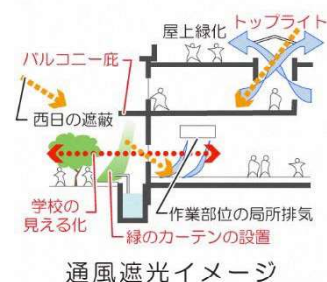 屋上緑化
トップライト
バルコニー庇
西日の遮蔽
学校の
見える化
作業部位の局所排気
緑のカーテンの設置
通風遮光イメージ